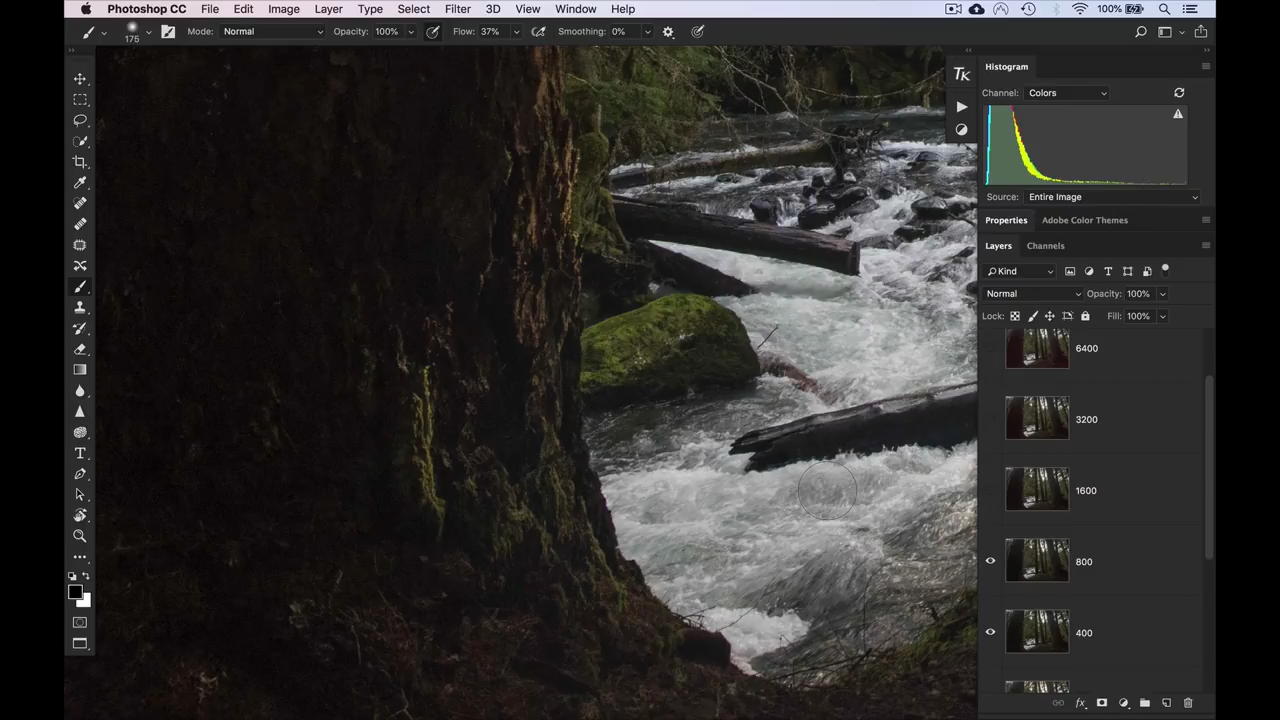 Photoshop CC File Edit Image Layer Type Select Filter 3D View Window Help 100%
175 Mode: Normal Opacity: 100% Flow: 37% Smoothing: 0%
TK
Histogram
Channel: Colors
Source: Entire Image
Properties Adobe Color Themes
Layers Channels
Kind
Normal Opacity: 100%
Lock: Fill: 100%
6400
3200
1600
800
400
fx